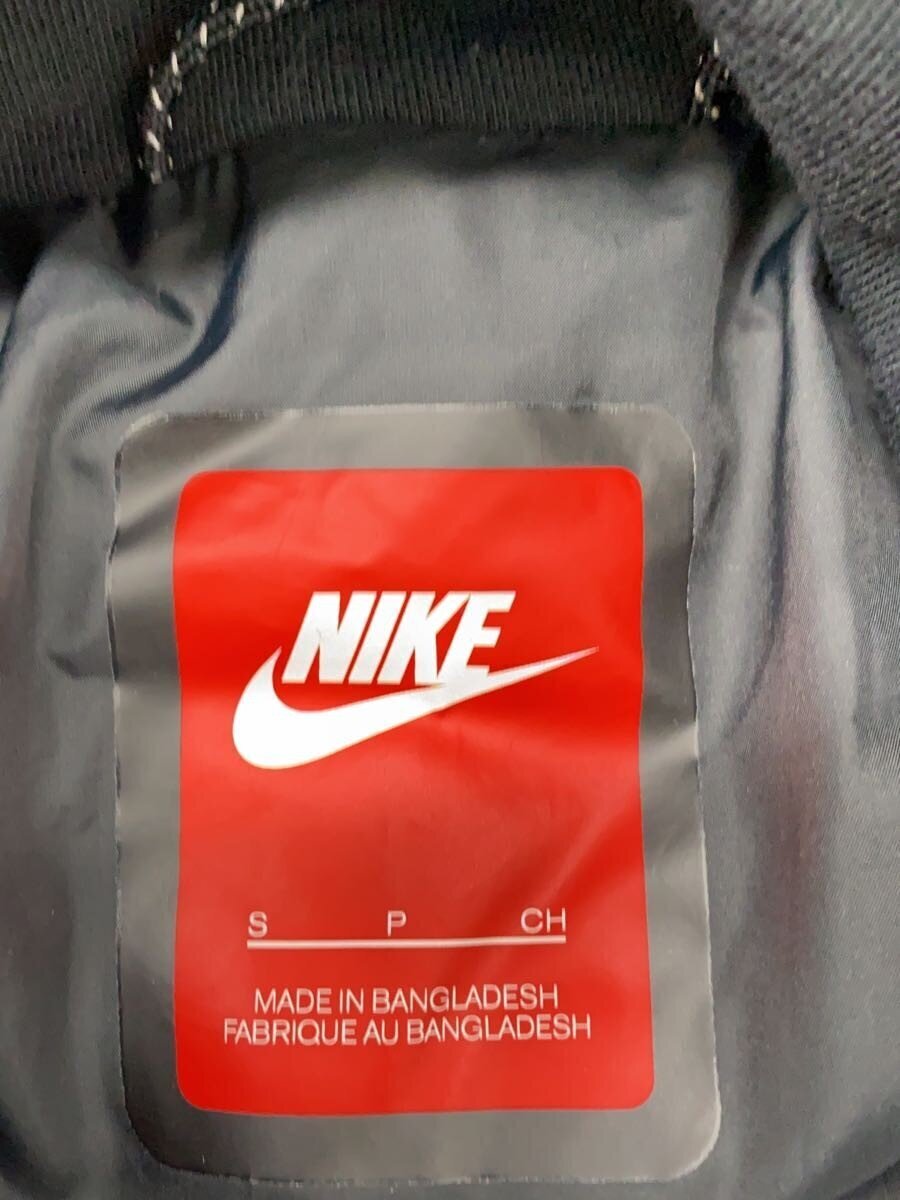 NIKE
S P CH
MADE IN BANGLADESH
FABRIQUE AU BANGLADESH